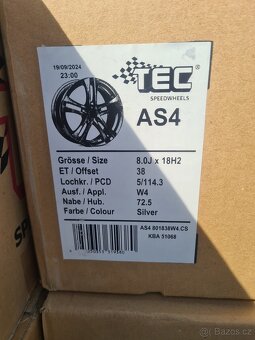 19/09/2024
23:00
TEC®
SPEEDWHEELS
AS4
Grösse / Size 8.0J x 18H2
ET / Offset 38
Lochkr. / PCD 5/114.3
Ausf. / Appl. W4
Nabe / Hub. 72.5
Farbe / Colour Silver
AS4 801838W4.CS
KBA 51068
Bazoš.cz